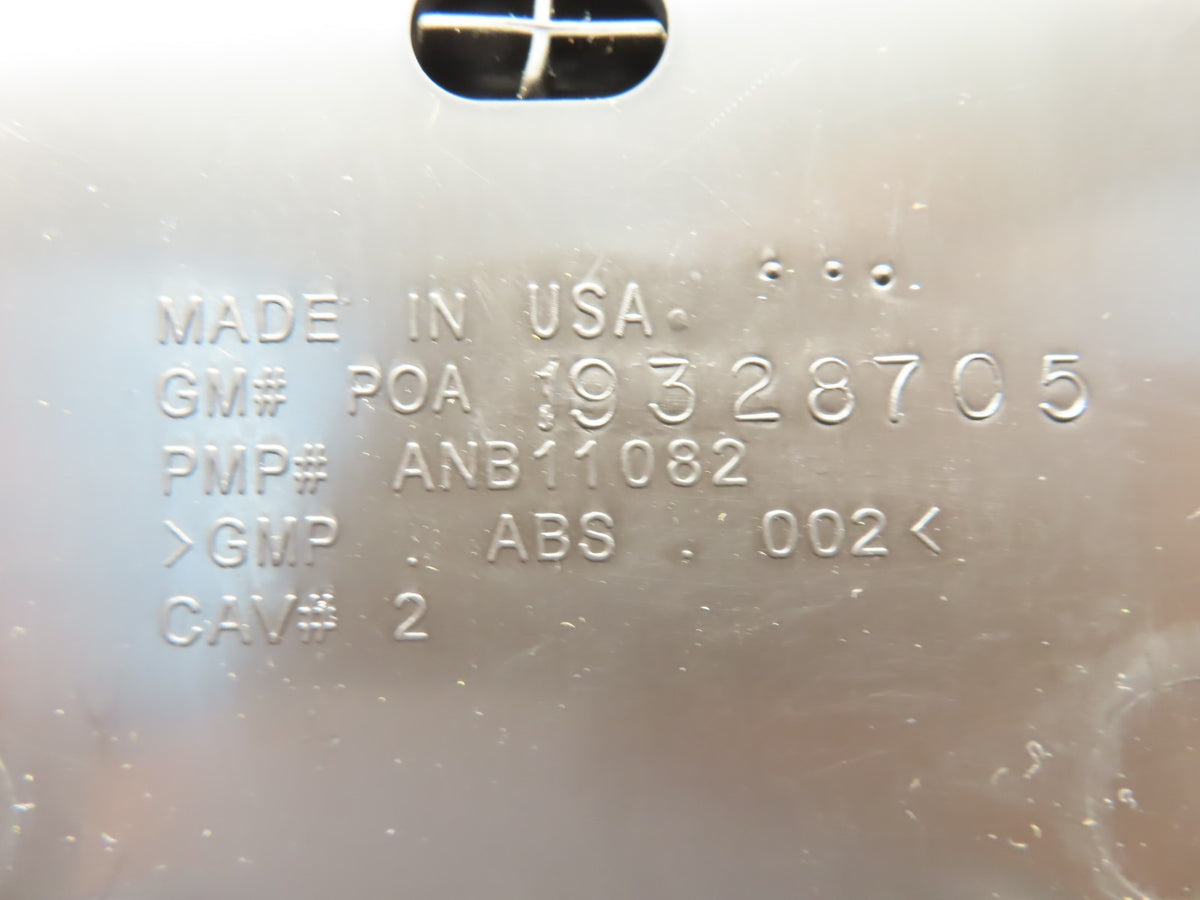 MADE IN USA.
GM# POA 19328705
PMP# ANB11082
>GMP . ABS . 002<
CAV# 2